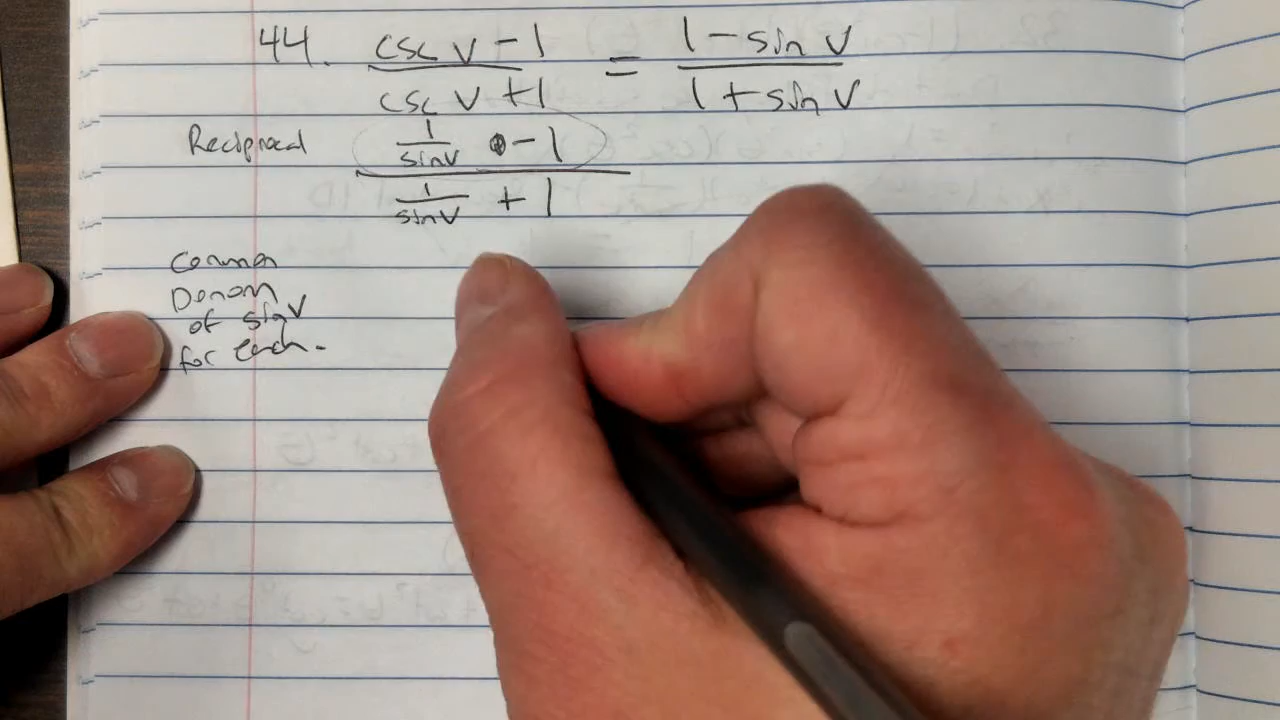 44. csc v - 1 / csc v + 1 = 1 - sin v / 1 + sin v
Reciprocal 1/sin v - 1 / 1/sin v + 1
Common
Denom
of sin v
for each.